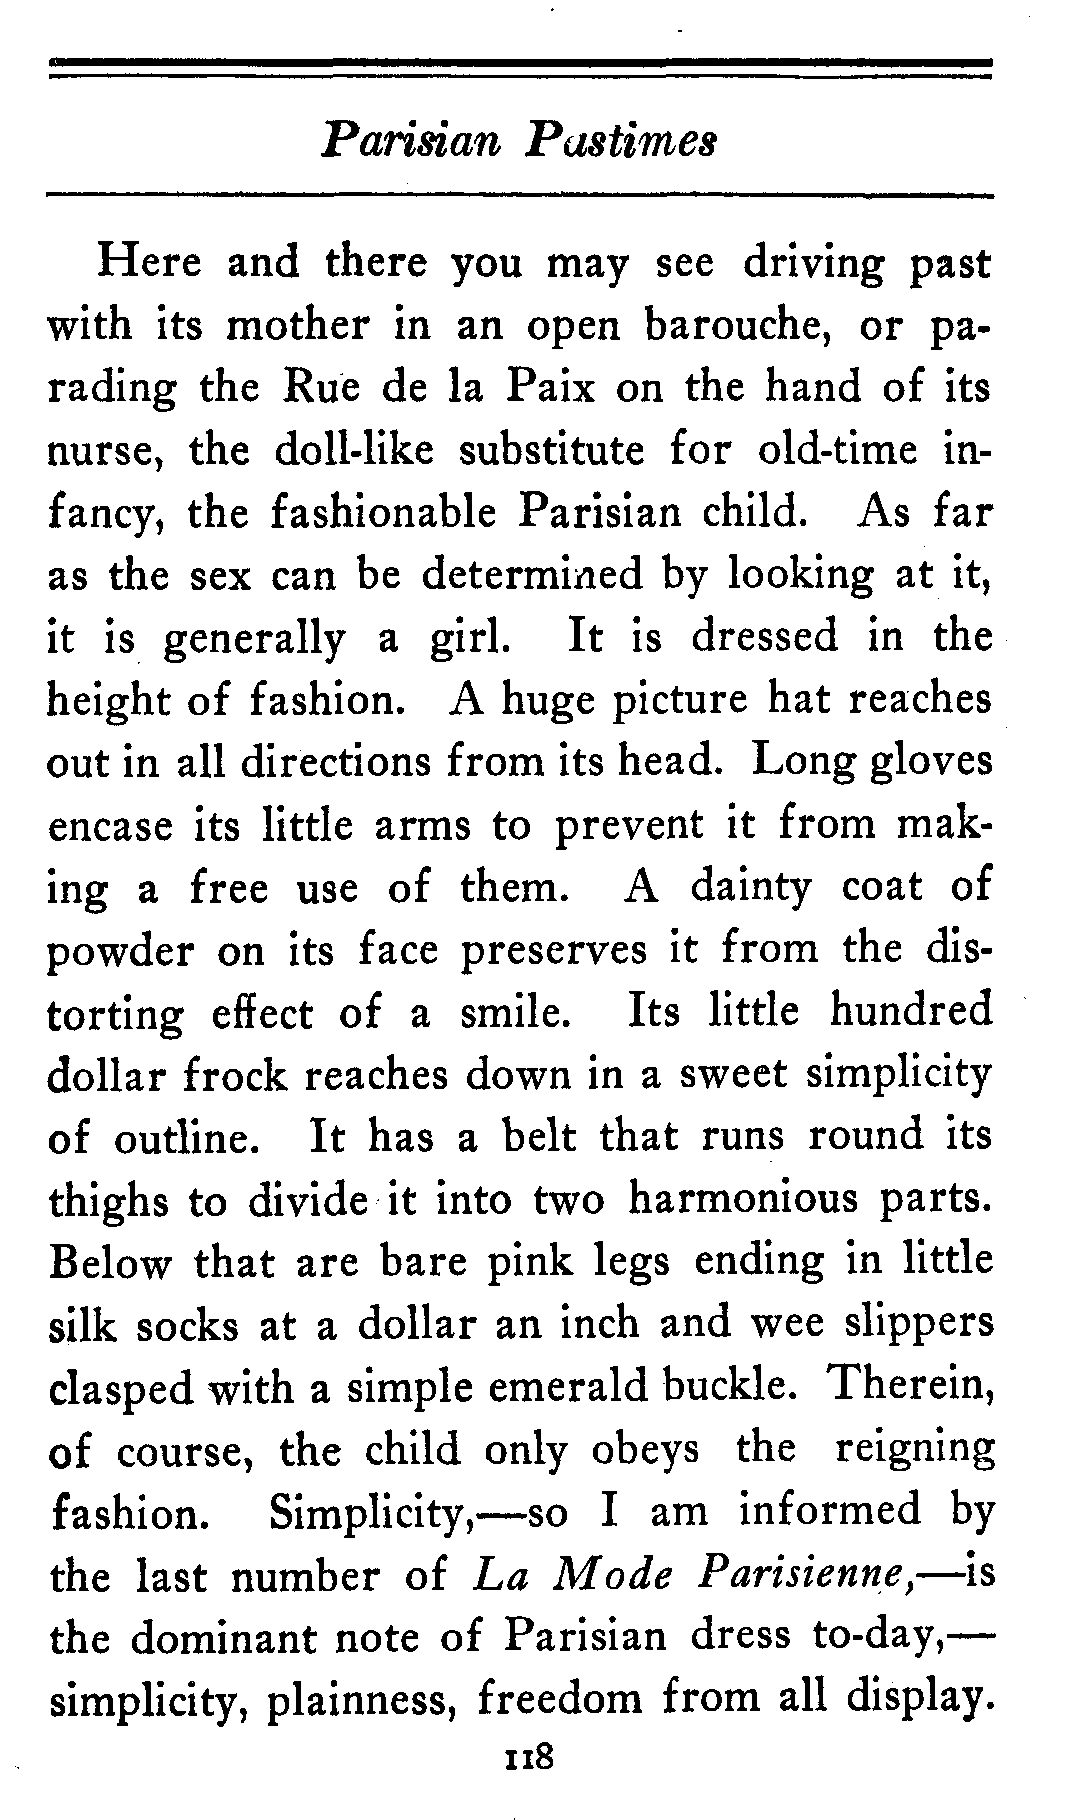 Parisian Pastimes
Here and there you may see driving past
with its mother in an open barouche, or pa-
rading the Rue de la Paix on the hand of its
nurse, the doll-like substitute for old-time in-
fancy, the fashionable Parisian child. As far
as the sex can be determined by looking at it,
it is generally a girl. It is dressed in the
height of fashion. A huge picture hat reaches
out in all directions from its head. Long gloves
encase its little arms to prevent it from mak-
ing a free use of them. A dainty coat of
powder on its face preserves it from the dis-
torting effect of a smile. Its little hundred
dollar frock reaches down in a sweet simplicity
of outline. It has a belt that runs round its
thighs to divide it into two harmonious parts.
Below that are bare pink legs ending in little
silk socks at a dollar an inch and wee slippers
clasped with a simple emerald buckle. Therein,
of course, the child only obeys the reigning
fashion. Simplicity,—so I am informed by
the last number of La Mode Parisienne,—is
the dominant note of Parisian dress to-day,—
simplicity, plainness, freedom from all display.
118